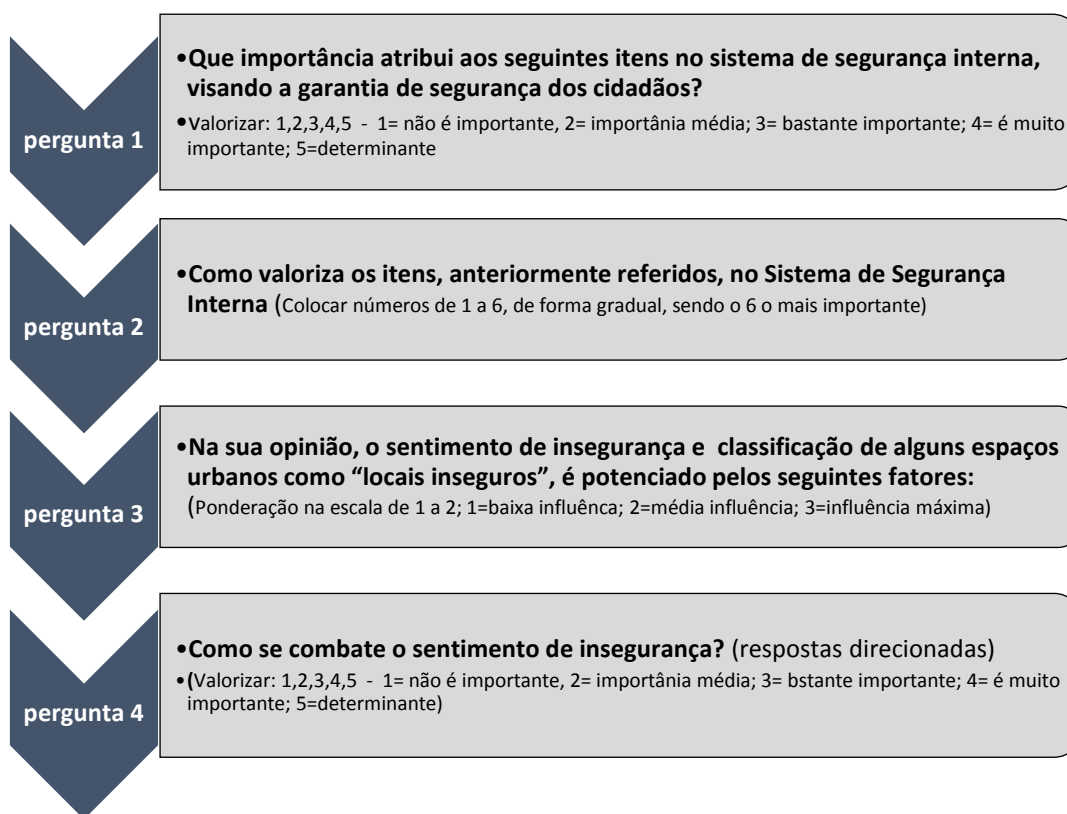 pergunta 1
•Que importância atribui aos seguintes itens no sistema de segurança interna,
visando a garantia de segurança dos cidadãos?
•Valorizar: 1,2,3,4,5 - 1= não é importante, 2= importânia média; 3= bastante importante; 4= é muito
importante; 5=determinante
pergunta 2
•Como valoriza os itens, anteriormente referidos, no Sistema de Segurança
Interna (Colocar números de 1 a 6, de forma gradual, sendo o 6 o mais importante)
pergunta 3
•Na sua opinião, o sentimento de insegurança e classificação de alguns espaços
urbanos como “locais inseguros”, é potenciado pelos seguintes fatores:
(Ponderação na escala de 1 a 2; 1=baixa influênca; 2=média influência; 3=influência máxima)
pergunta 4
•Como se combate o sentimento de insegurança? (respostas direcionadas)
•(Valorizar: 1,2,3,4,5 - 1= não é importante, 2= importânia média; 3= bstante importante; 4= é muito
importante; 5=determinante)